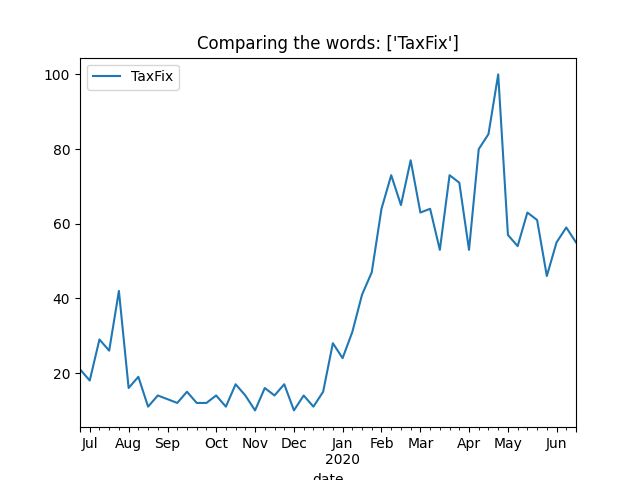 Comparing the words: ['TaxFix']
TaxFix
100
80
60
40
20
Jul Aug Sep Oct Nov Dec Jan Feb Mar Apr May Jun
2020
date